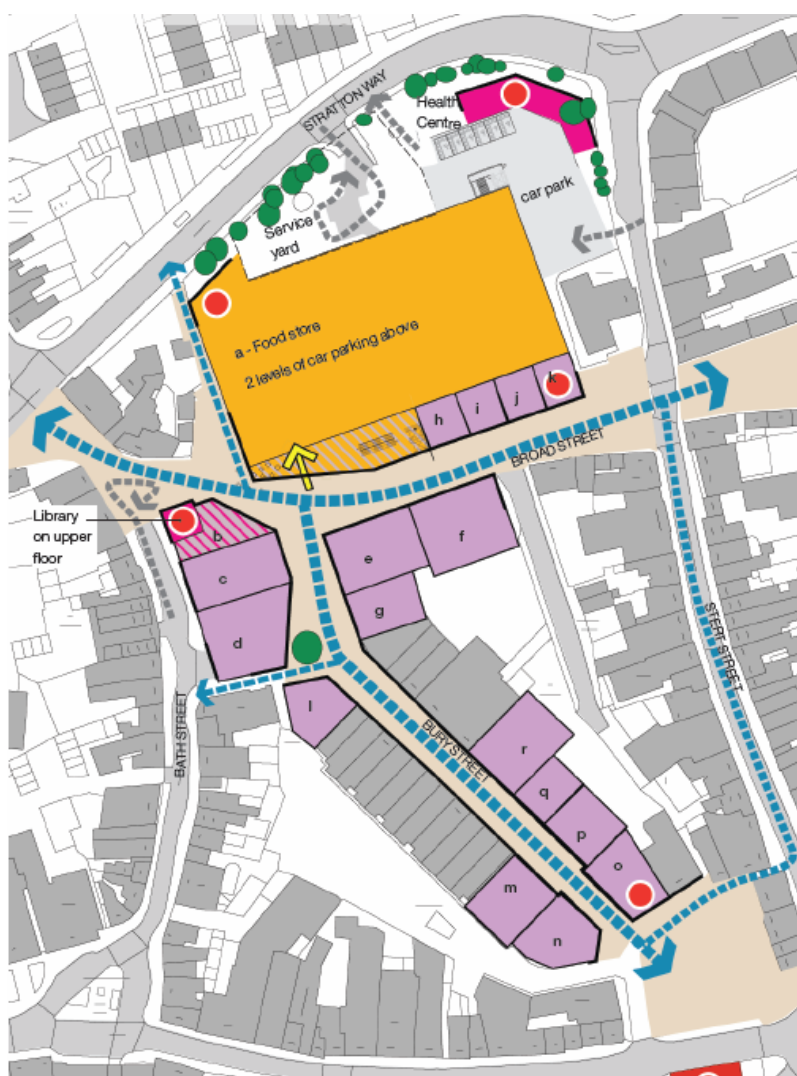 STRATTON WAY
Health
Centre
car park
Service
yard
a - Food store
2 levels of car parking above
h
i
j
k
BROAD STREET
Library
on upper
floor
b
c
d
e
f
g
STERT STREET
l
BATH STREET
BURY STREET
r
q
p
o
m
n